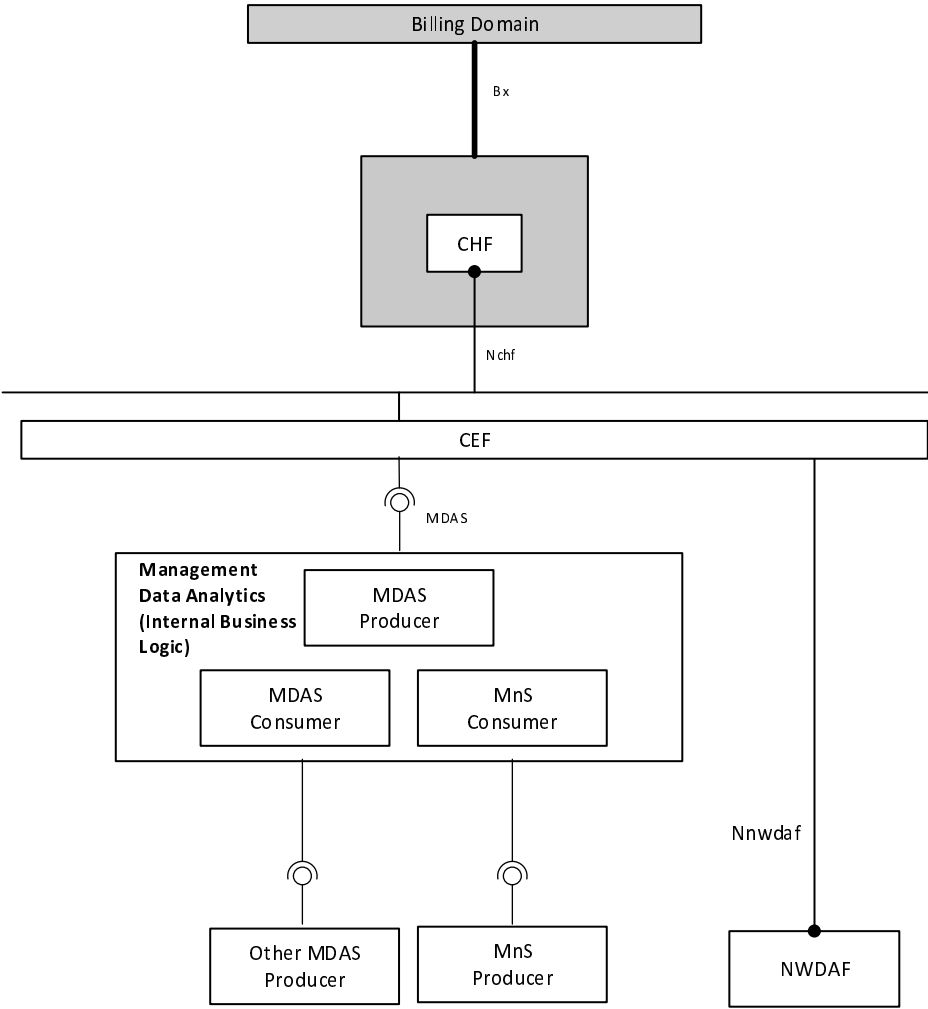 Billing Domain
Bx
CHF
Nchf
CEF
MDAS
Management
Data Analytics
(Internal Business
Logic)
MDAS
Producer
MDAS
Consumer
MnS
Consumer
Nnwdaf
Other MDAS
Producer
MnS
Producer
NWDAF